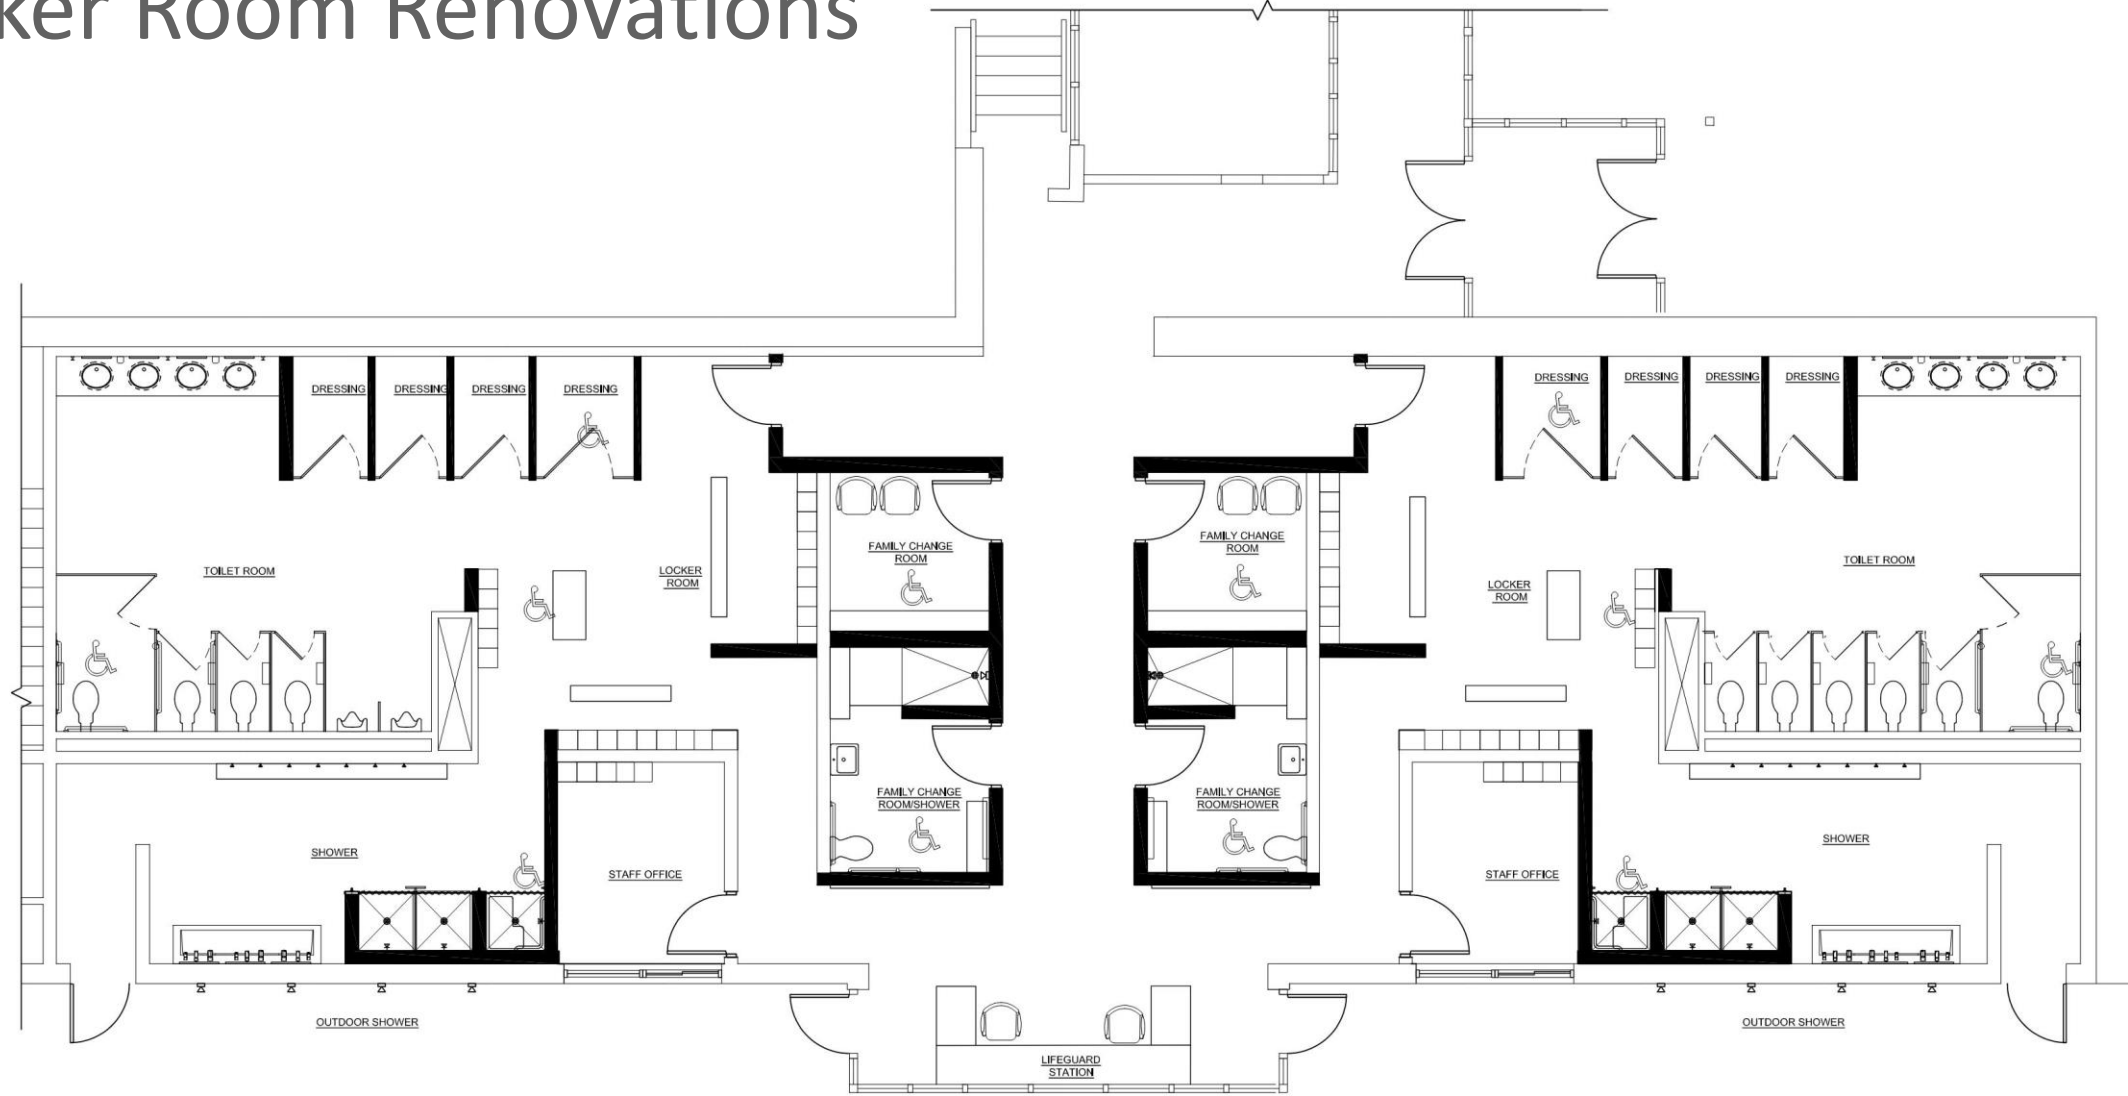 ker Room Renovations
DRESSING
DRESSING
DRESSING
DRESSING
DRESSING
DRESSING
DRESSING
DRESSING
FAMILY CHANGE
ROOM
FAMILY CHANGE
ROOM
TOILET ROOM
LOCKER
ROOM
LOCKER
ROOM
TOILET ROOM
FAMILY CHANGE
ROOM/SHOWER
FAMILY CHANGE
ROOM/SHOWER
SHOWER
STAFF OFFICE
STAFF OFFICE
SHOWER
OUTDOOR SHOWER
OUTDOOR SHOWER
LIFEGUARD
STATION